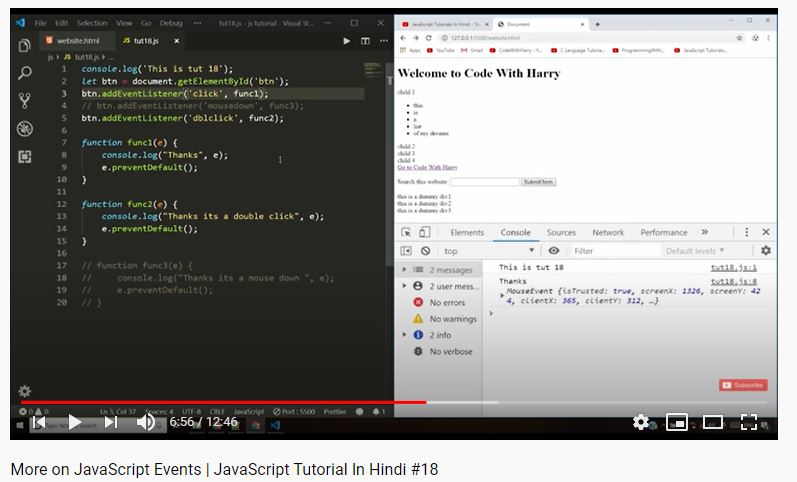 File Edit Selection View Go Debug ... tut18.js - js tutorial - Visual St...
website.html JS tut18.js ×
js > JS tut18.js > ...
1 console.log('This is tut 18');
2 let btn = document.getElementById('btn');
3 btn.addEventListener('click', func1);
4 // btn.addEventListener('mousedown', func3);
5 btn.addEventListener('dblclick', func2);
6
7 function func1(e) {
8 console.log("Thanks", e);
9 e.preventDefault();
10 }
11
12 function func2(e) {
13 console.log("Thanks its a double click", e);
14 e.preventDefault();
15 }
16
17 // function func3(e) {
18 // console.log("Thanks its a mouse down ", e);
19 // e.preventDefault();
20 // }
Ln 3, Col 37 Spaces: 4 UTF-8 CRLF JavaScript Port : 5500 Prettier 1
JavaScript Tutorials In Hindi Document
127.0.0.1:5500/website.html
Apps YouTube Gmail
Welcome to Code With Harry
child 1
this
is
a
list
of my dreams
child 2
child 3
child 4
Go to Code With Harry
Search this website: Submit form
this is a dummy div1
this is a dummy div2
this is a dummy div3
Elements Console Sources Network Performance »
top Filter Default levels ▼
2 messages
2 user mess...
No errors
No warnings
2 info
No verbose
This is tut 18 tut18.js:1
Thanks tut18.js:8
MouseEvent {isTrusted: true, screenX: 1326, screenY: 42
4, clientX: 365, clientY: 312, …}
Subscribe
6:56 / 12:46
More on JavaScript Events | JavaScript Tutorial In Hindi #18